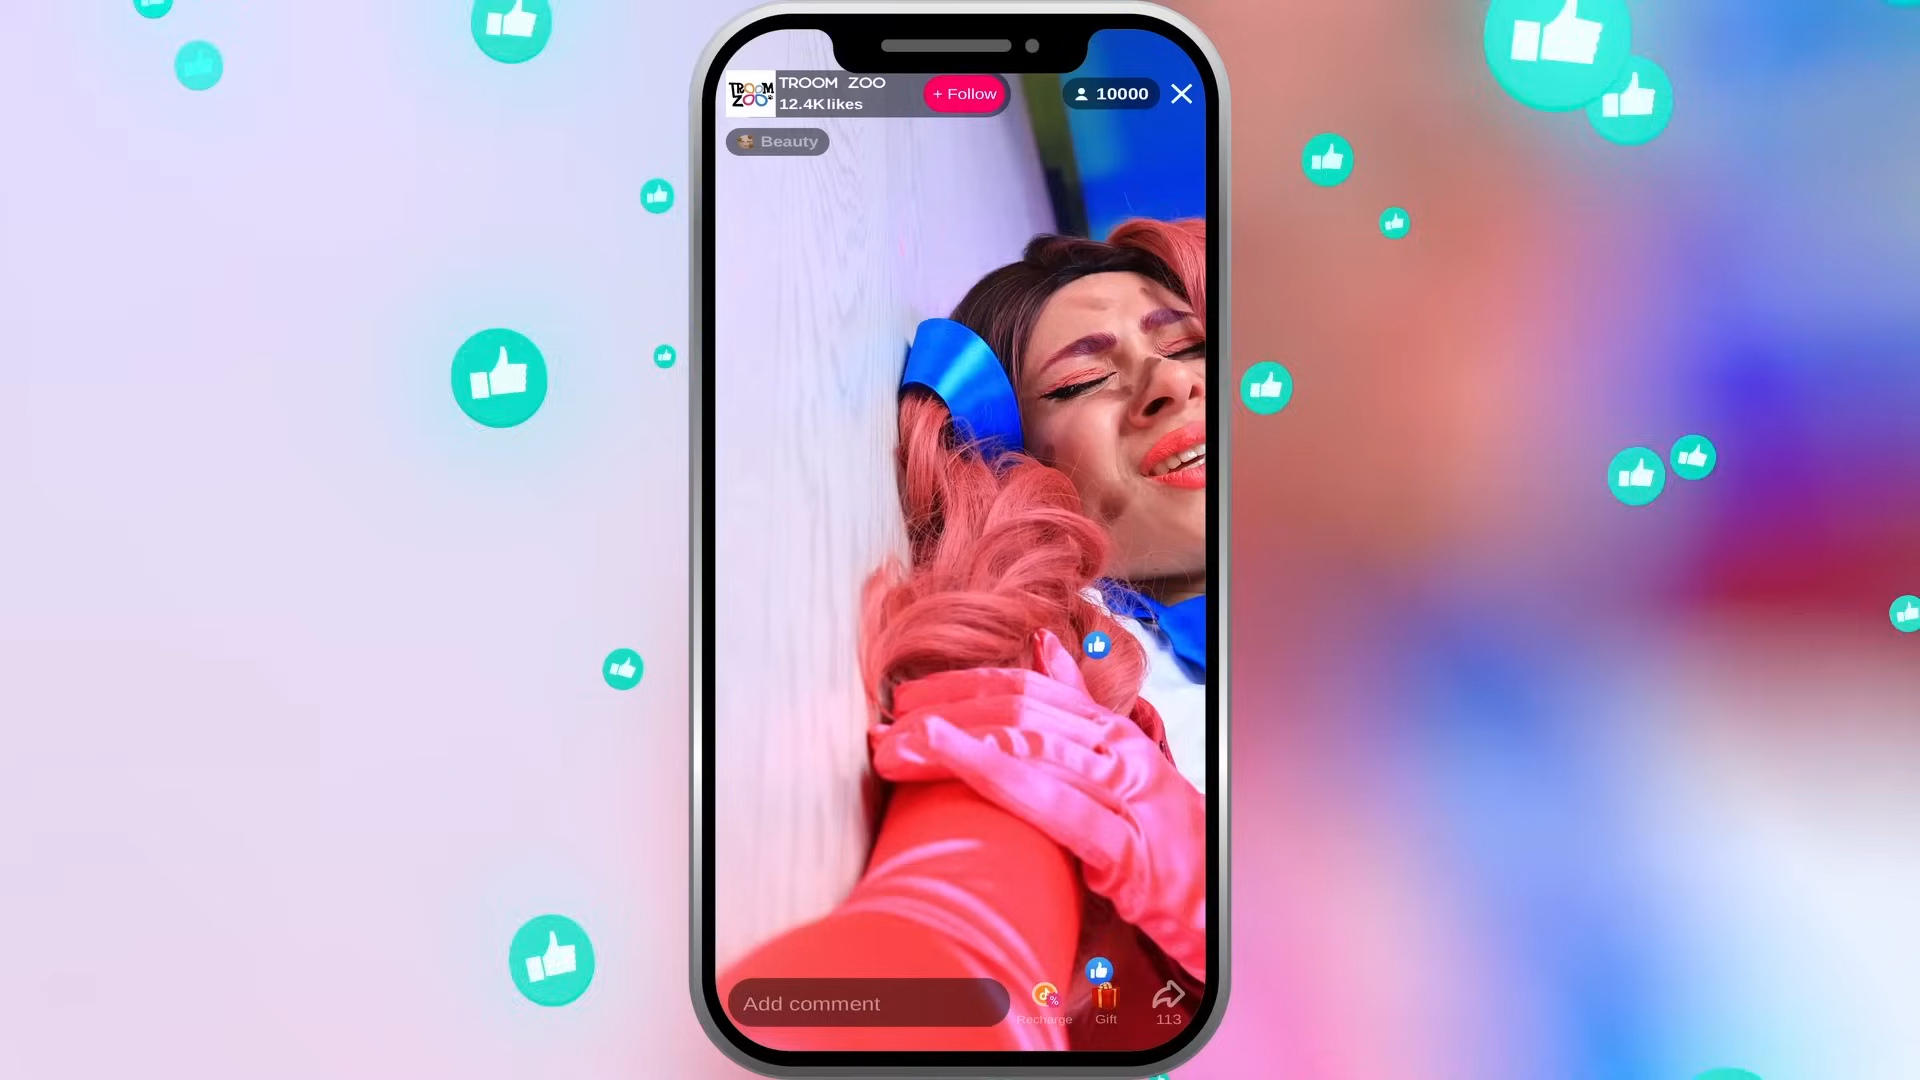 TROOM
ZOO
TROOM ZOO
12.4K likes
+ Follow
10000
Beauty
Add comment
Recharge
Gift
113